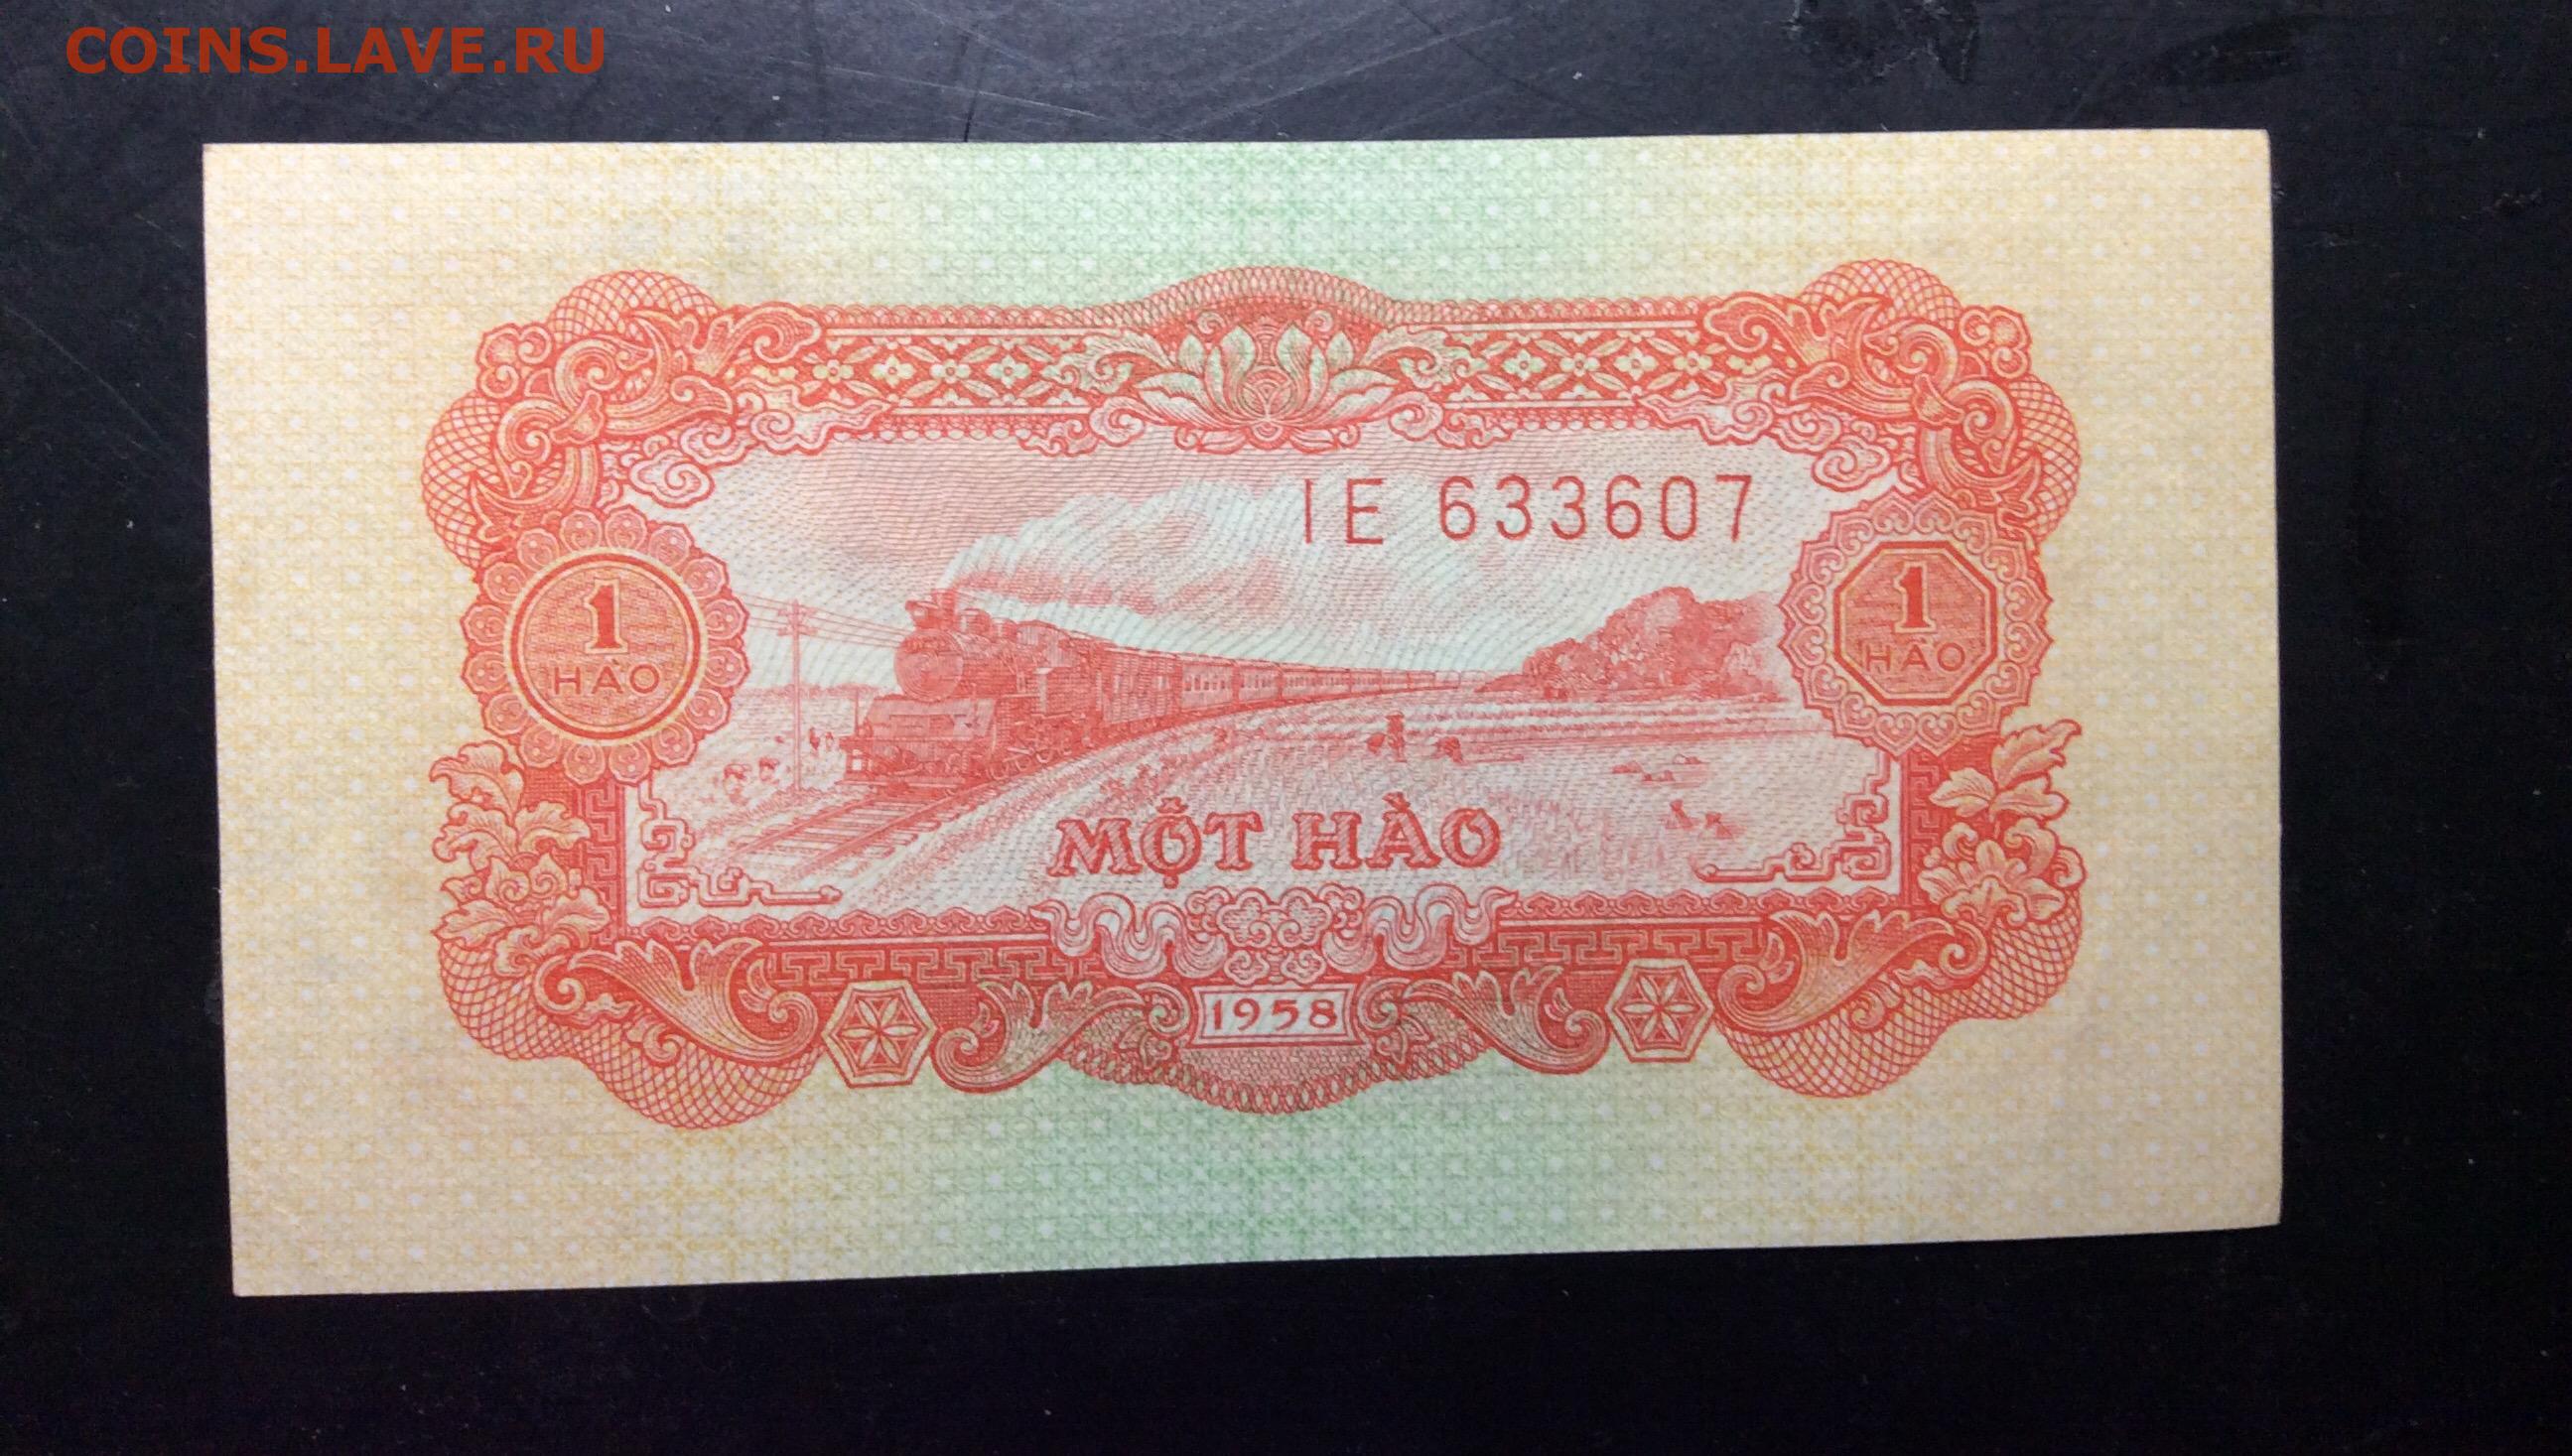 COINS.LAVE.RU
IE 633607
1
HÀO
1
HÀO
MỘT HÀO
1958